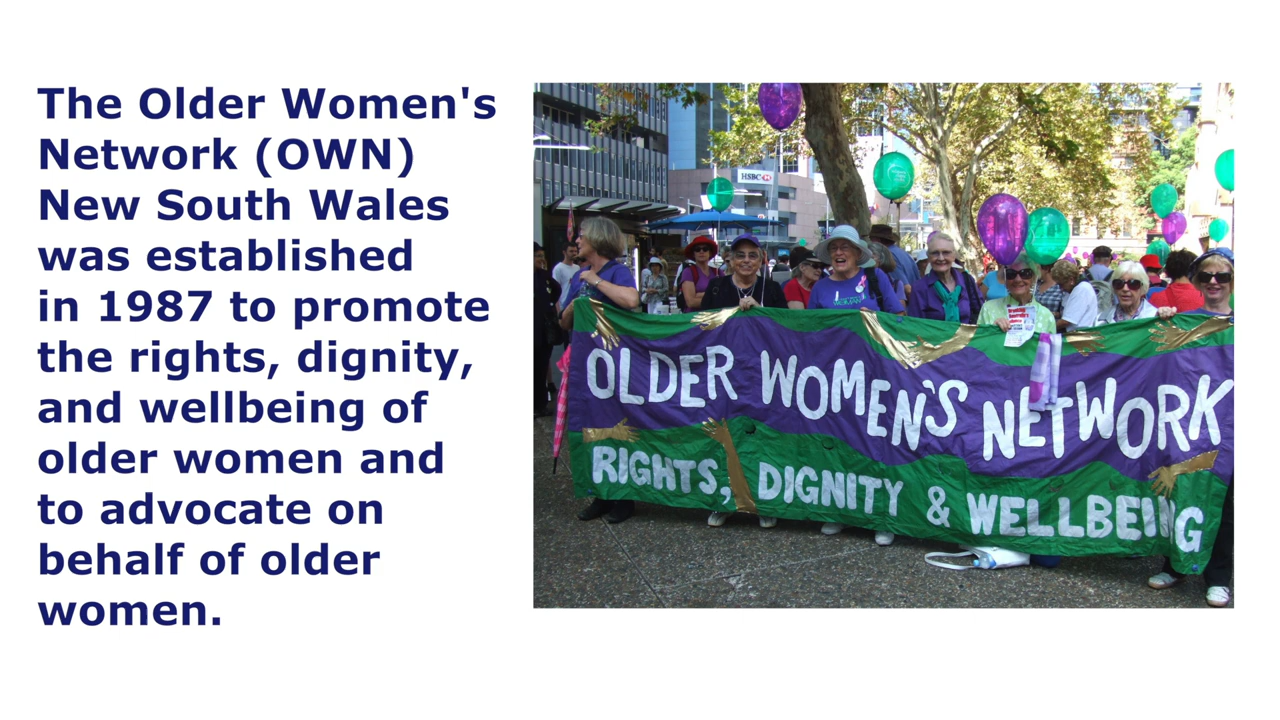 The Older Women's
Network (OWN)
New South Wales
was established
in 1987 to promote
the rights, dignity,
and wellbeing of
older women and
to advocate on
behalf of older
women.
HSBC
OLDER WOMEN'S NETWORK
RIGHTS, DIGNITY & WELLBEING